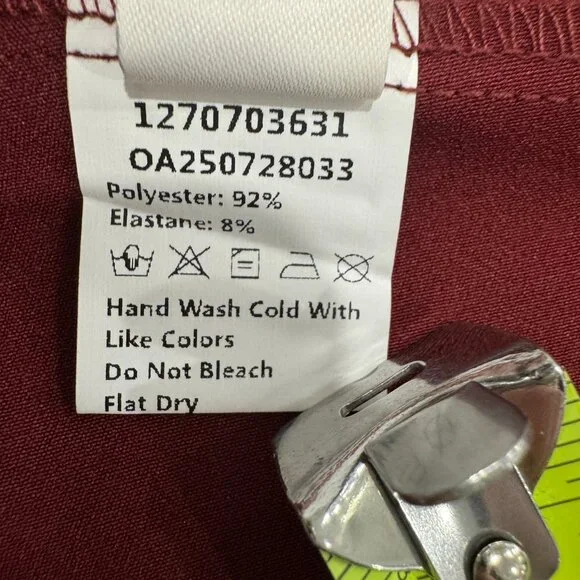 1270703631
OA250728033
Polyester: 92%
Elastane: 8%
Hand Wash Cold With
Like Colors
Do Not Bleach
Flat Dry